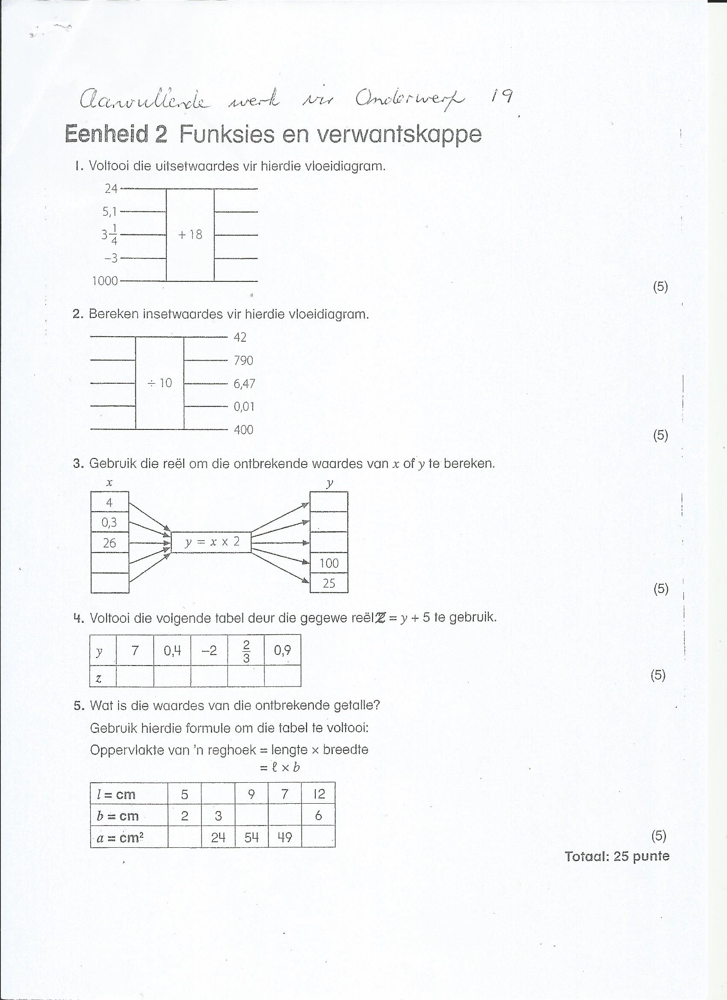 Aanvullende werk vir Onderwerp 19
Eenheid 2 Funksies en verwantskappe
1. Voltooi die uitsetwaardes vir hierdie vloeidiagram.
24
5,1
3 1/4
+ 18
−3
1000
(5)
2. Bereken insetwaardes vir hierdie vloeidiagram.
42
790
÷ 10
6,47
0,01
400
(5)
3. Gebruik die reël om die ontbrekende waardes van x of y te bereken.
x y
4
0,3
26 y = x × 2
100
25
(5)
4. Voltooi die volgende tabel deur die gegewe reël Z = y + 5 te gebruik.
y 7 0,4 −2 2/3 0,9
z
(5)
5. Wat is die waardes van die ontbrekende getalle?
Gebruik hierdie formule om die tabel te voltooi:
Oppervlakte van 'n reghoek = lengte × breedte
= ℓ × b
l = cm 5 9 7 12
b = cm 2 3 6
a = cm² 24 54 49
(5)
Totaal: 25 punte